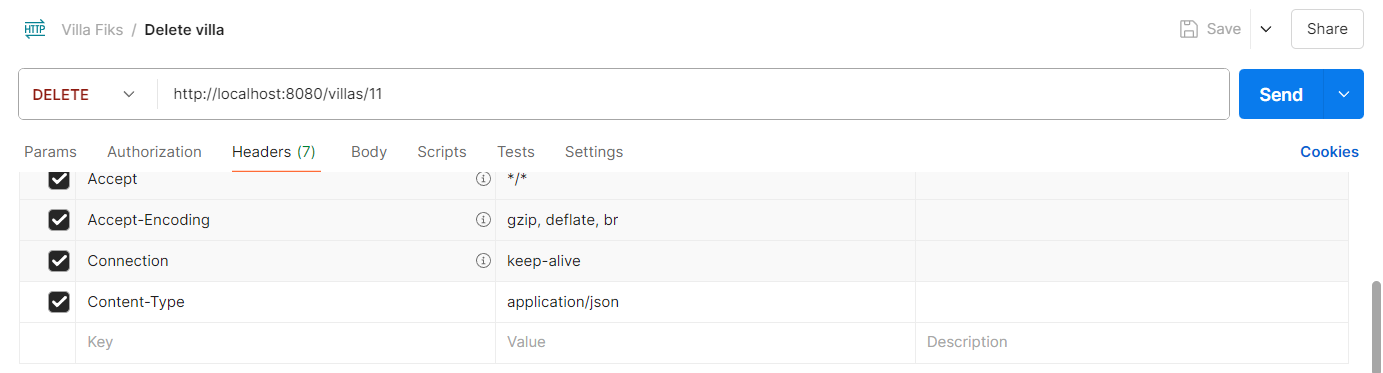 HTTP Villa Fiks / Delete villa Save Share
DELETE http://localhost:8080/villas/11 Send
Params Authorization Headers (7) Body Scripts Tests Settings Cookies
Accept */*
Accept-Encoding gzip, deflate, br
Connection keep-alive
Content-Type application/json
Key Value Description